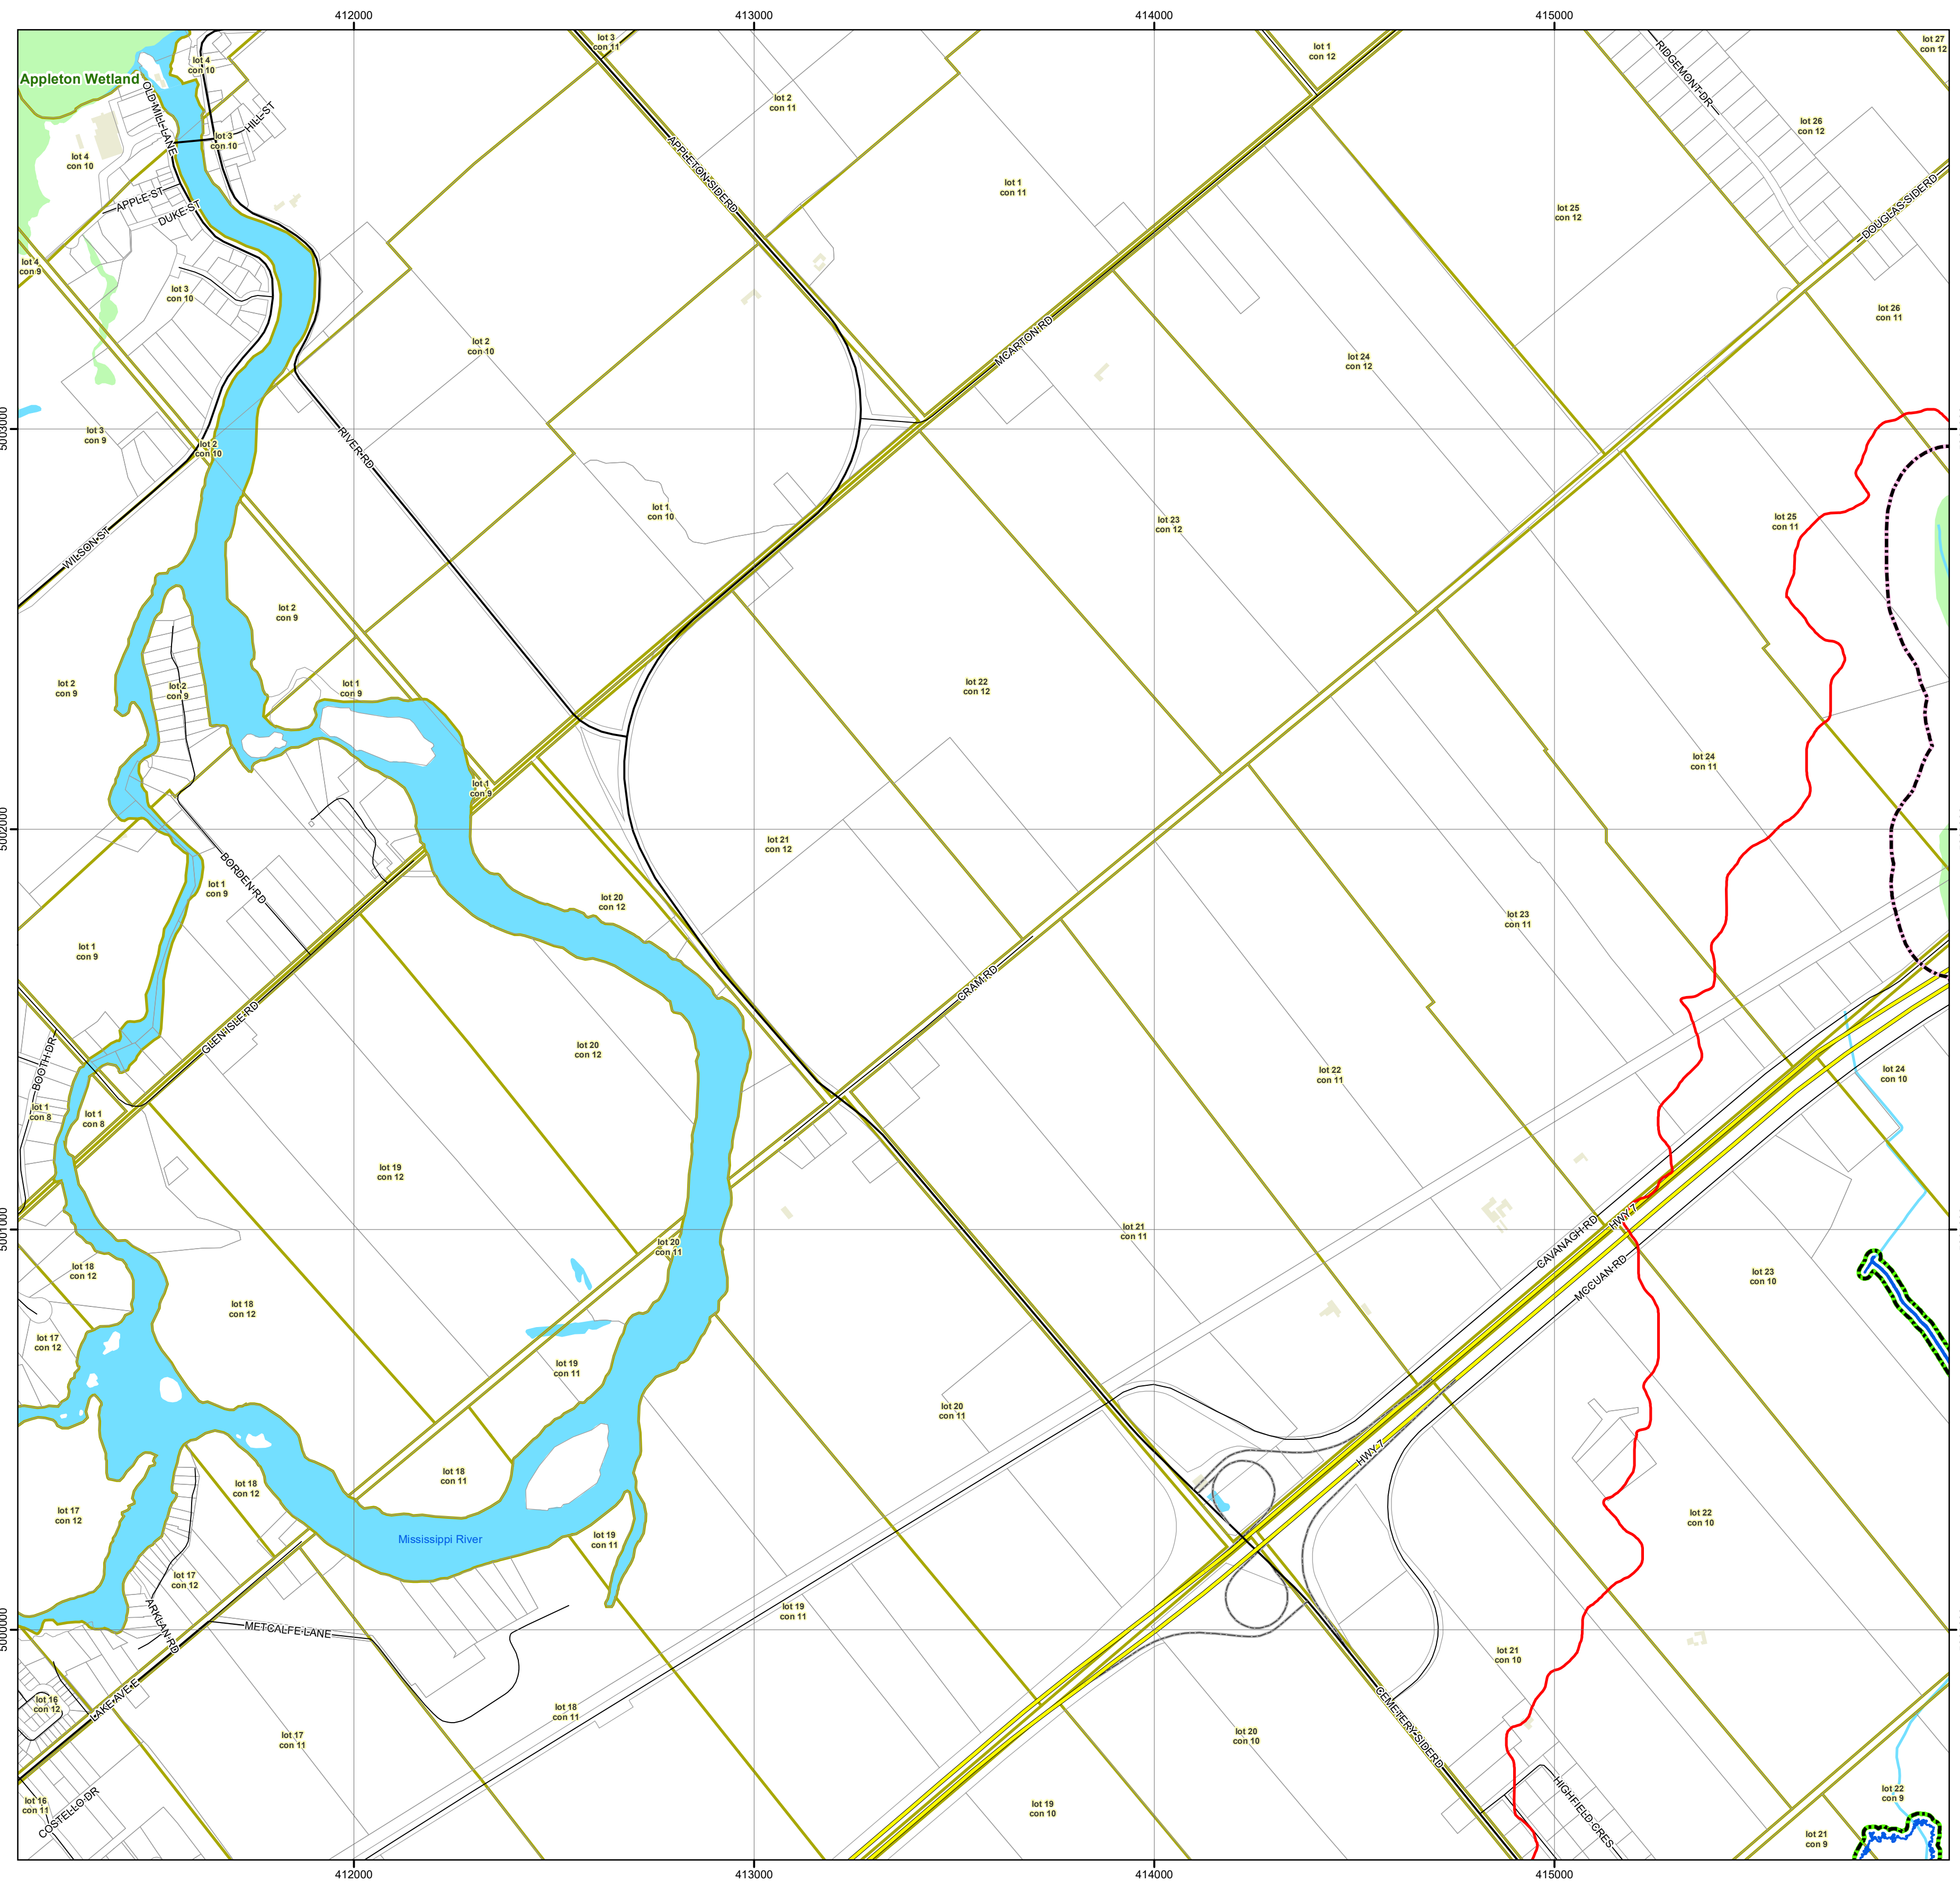 412000
413000
414000
415000
lot 3
con 11
lot 4
con 10
lot 1
con 12
lot 27
con 12
Appleton Wetland
OLD MILL LANE
HILL ST
RIDGEMONT DR
lot 2
con 11
lot 26
con 12
lot 3
con 10
lot 4
con 10
APPLETON SIDERD
lot 1
con 11
APPLE ST
DUKE ST
lot 25
con 12
DOUGLAS SIDERD
lot 4
con 9
lot 3
con 10
lot 26
con 11
lot 2
con 10
MCARTON RD
lot 24
con 12
5003000
lot 3
con 9
lot 2
con 10
RIVER RD
lot 1
con 10
lot 23
con 12
lot 25
con 11
WILSON ST
lot 2
con 9
lot 2
con 9
lot 2
con 9
lot 1
con 9
lot 22
con 12
lot 24
con 11
lot 1
con 9
5002000
lot 21
con 12
BORDEN RD
lot 1
con 9
lot 20
con 12
lot 23
con 11
lot 1
con 9
CRAM RD
GLEN ISLE RD
BOOTH DR
lot 20
con 12
lot 22
con 11
lot 24
con 10
lot 1
con 8
lot 1
con 8
lot 19
con 12
5001000
HWY 7
CAVANAGH RD
lot 21
con 11
lot 20
con 11
lot 18
con 12
MCCUAN RD
lot 23
con 10
lot 18
con 12
lot 17
con 12
lot 19
con 11
lot 20
con 11
HWY 7
lot 18
con 11
lot 18
con 12
lot 17
con 12
Mississippi River
lot 19
con 11
lot 22
con 10
lot 17
con 12
ARKLAN RD
METCALFE LANE
lot 19
con 11
5000000
lot 21
con 10
LAKE AVE E
lot 16
con 12
lot 18
con 11
CEMETERY SIDERD
lot 17
con 11
lot 20
con 10
COSTELLO DR
lot 16
con 11
lot 19
con 10
HIGHFIELD CRES
lot 22
con 9
lot 21
con 9
412000
413000
414000
415000